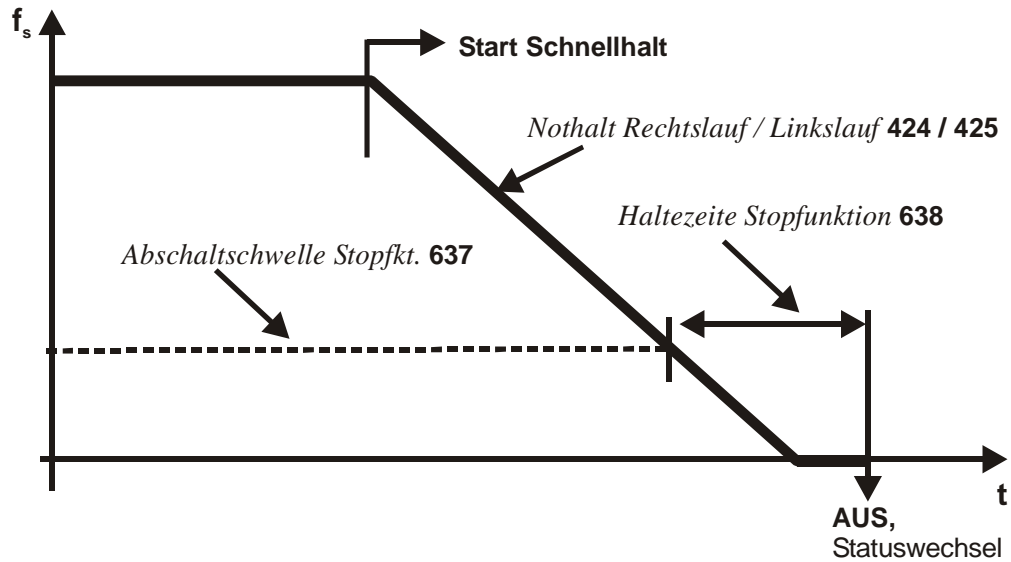 fs
Start Schnellhalt
Nothalt Rechtslauf / Linkslauf 424 / 425
Haltezeite Stopfunktion 638
Abschaltschwelle Stopfkt. 637
t
AUS,
Statuswechsel